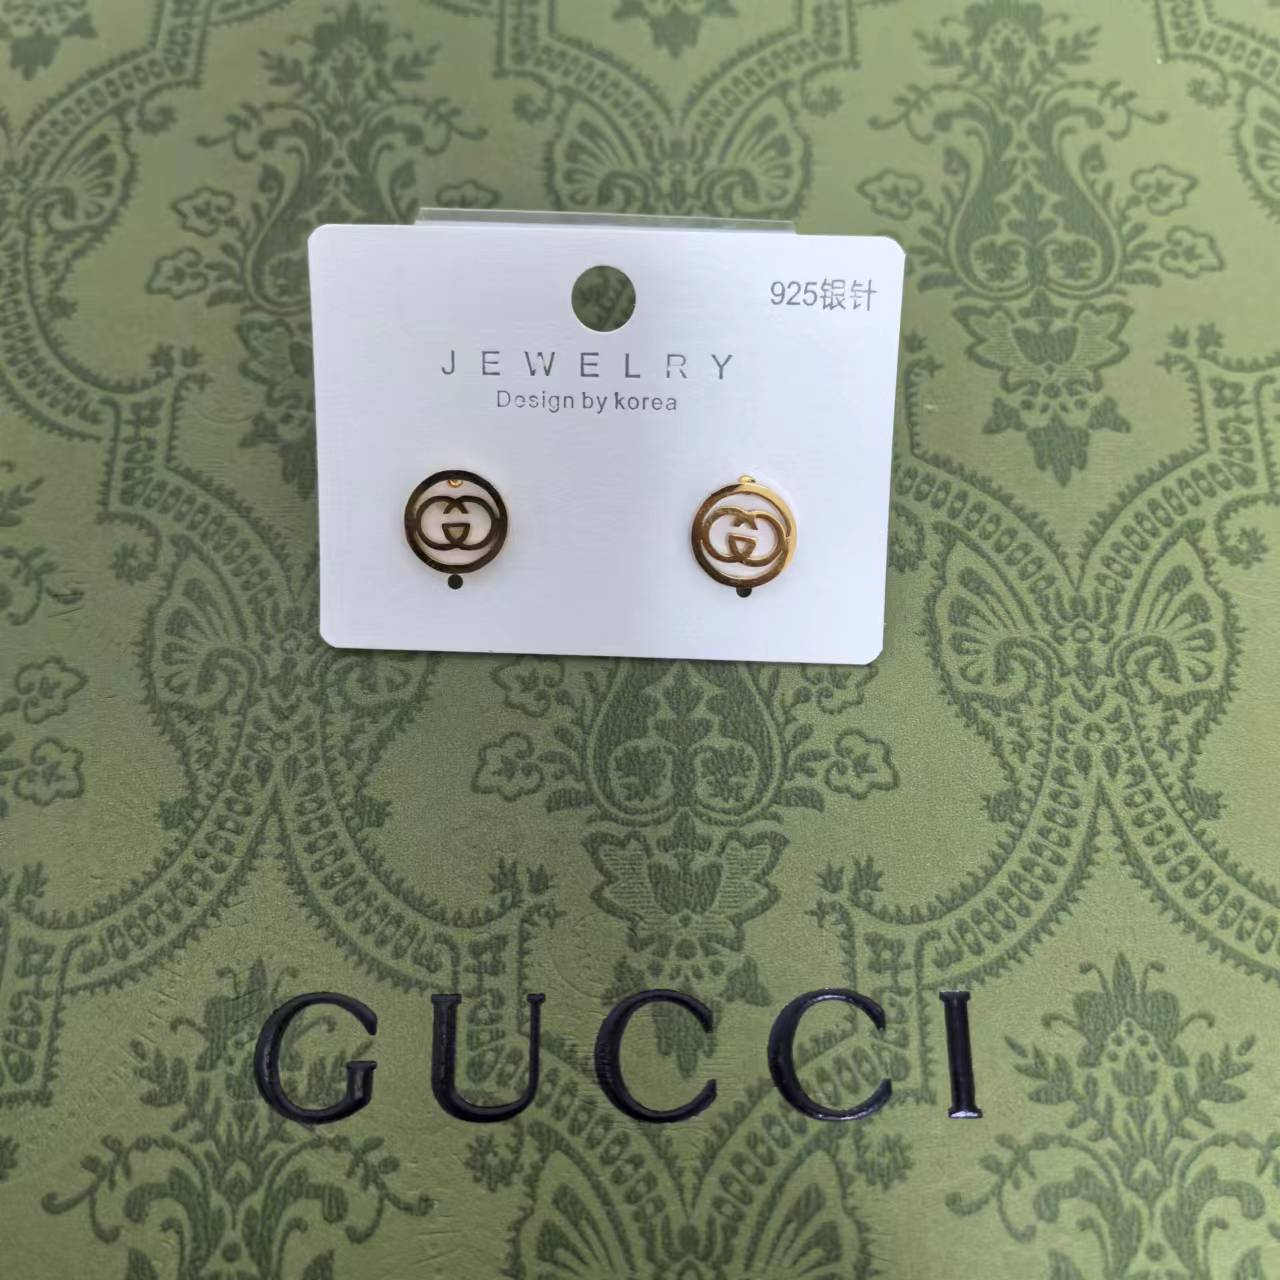 925银针
JEWELRY
Design by korea
GUCCI